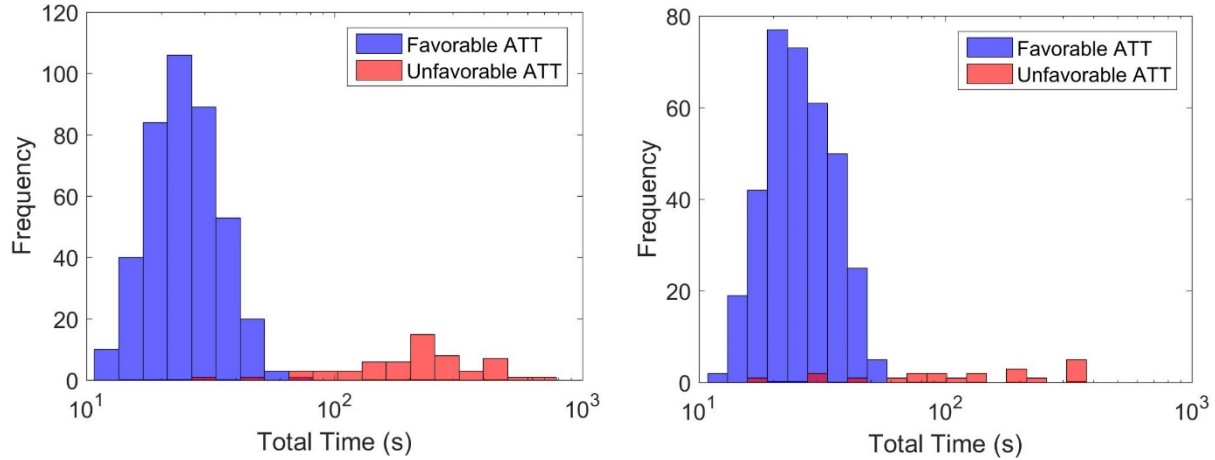 120
100
80
60
40
20
0
Frequency
Favorable ATT
Unfavorable ATT
10^1
10^2
10^3
Total Time (s)
80
60
40
20
0
Frequency
Favorable ATT
Unfavorable ATT
10^1
10^2
10^3
Total Time (s)